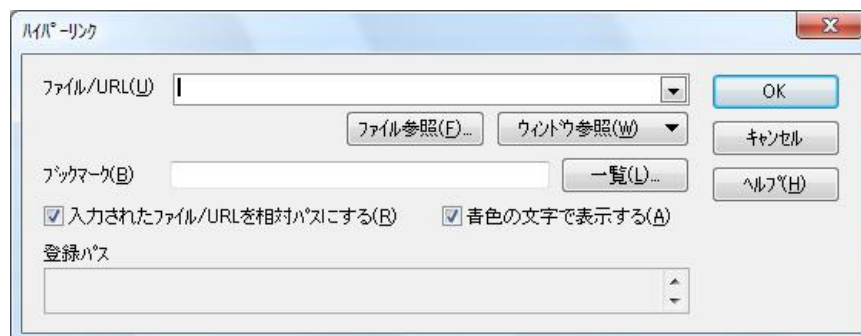 ﾊｲﾊﾟｰﾘﾝｸ
ﾌｧｲﾙ/URL(U)
OK
ﾌｧｲﾙ参照(F)...
ｳｨﾝﾄﾞｳ参照(W)
ｷｬﾝｾﾙ
ﾌﾞｯｸﾏｰｸ(B)
一覧(L)...
ﾍﾙﾌﾟ(H)
入力されたﾌｧｲﾙ/URLを相対ﾊﾟｽにする(R)
青色の文字で表示する(A)
登録ﾊﾟｽ